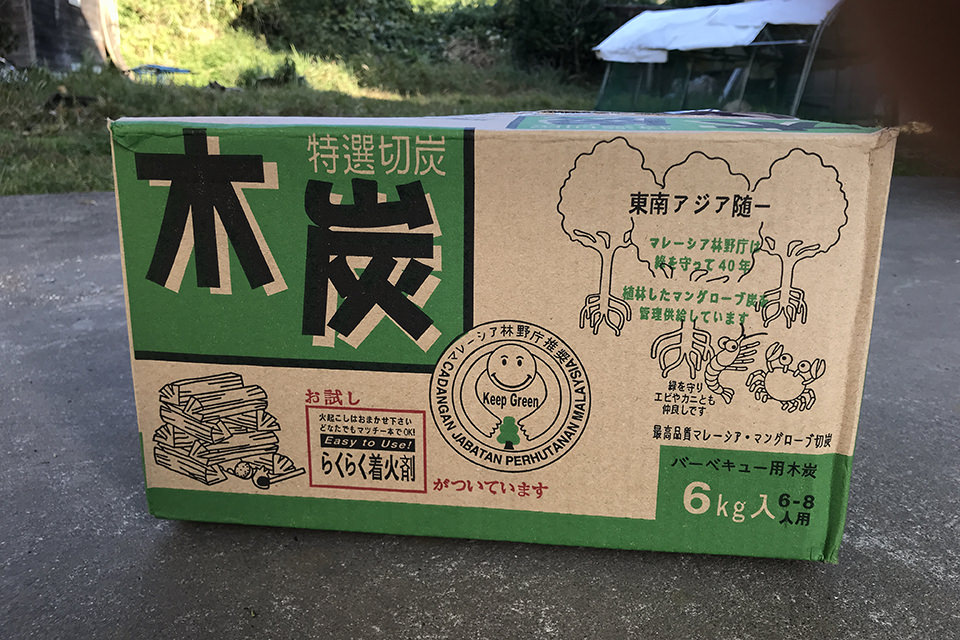 特選切炭
木炭
東南アジア随一
マレーシア林野庁は
緑を守って40年
植林したマングローブ炭を
管理供給しています
マレーシア林野庁推奨
CADANGAN JABATAN PERHUTANAN MALAYSIA
Keep Green
緑を守り
エビやカニとも
仲良しです
最高品質マレーシア・マングローブ切炭
お試し
火起こしはおまかせ下さい
どなたでもマッチ一本でOK!
Easy to Use!
らくらく着火剤
がついています
バーベキュー用木炭
6kg入
6-8
人用